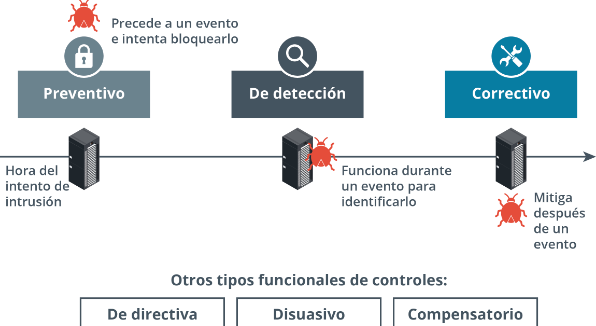 Precede a un evento
e intenta bloquearlo
Preventivo
De detección
Correctivo
Hora del
intento de
intrusión
Funciona durante
un evento para
identificarlo
Mitiga
después
de un
evento
Otros tipos funcionales de controles:
De directiva
Disuasivo
Compensatorio